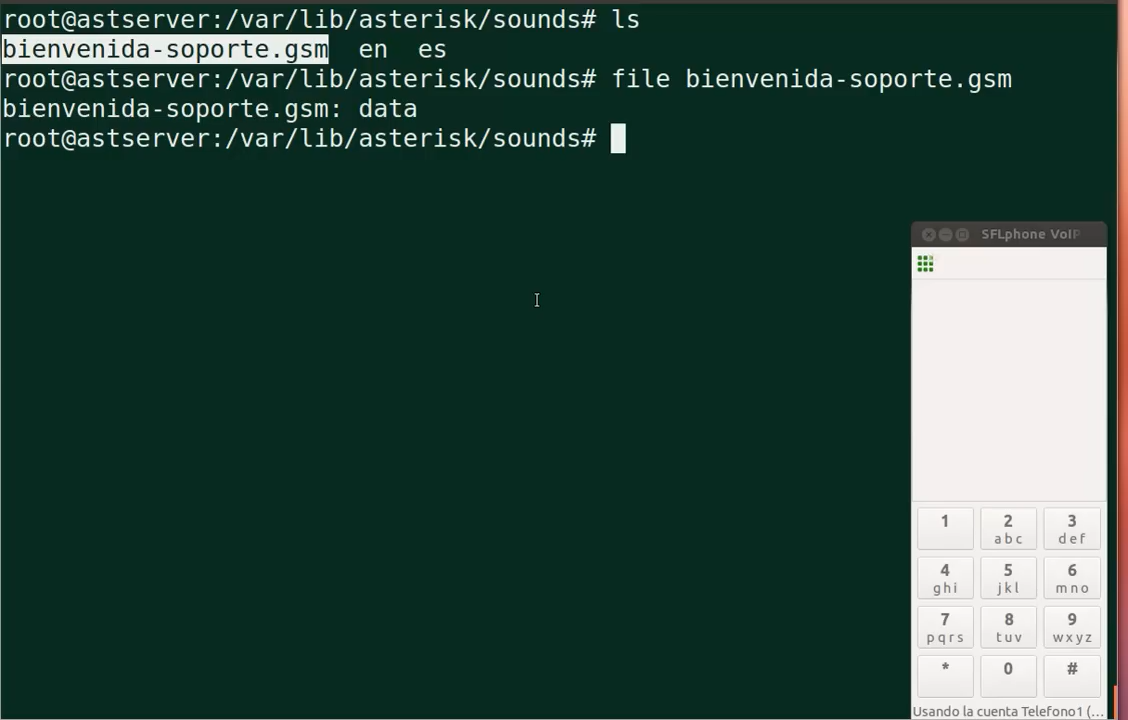 root@astserver:/var/lib/asterisk/sounds# ls
bienvenida-soporte.gsm  en  es
root@astserver:/var/lib/asterisk/sounds# file bienvenida-soporte.gsm
bienvenida-soporte.gsm: data
root@astserver:/var/lib/asterisk/sounds#
SFLphone VoIP
1
2
3
abc
def
4
5
6
ghi
jkl
mno
7
8
9
pqrs
tuv
wxyz
*
0
#
Usando la cuenta Telefono1 (...